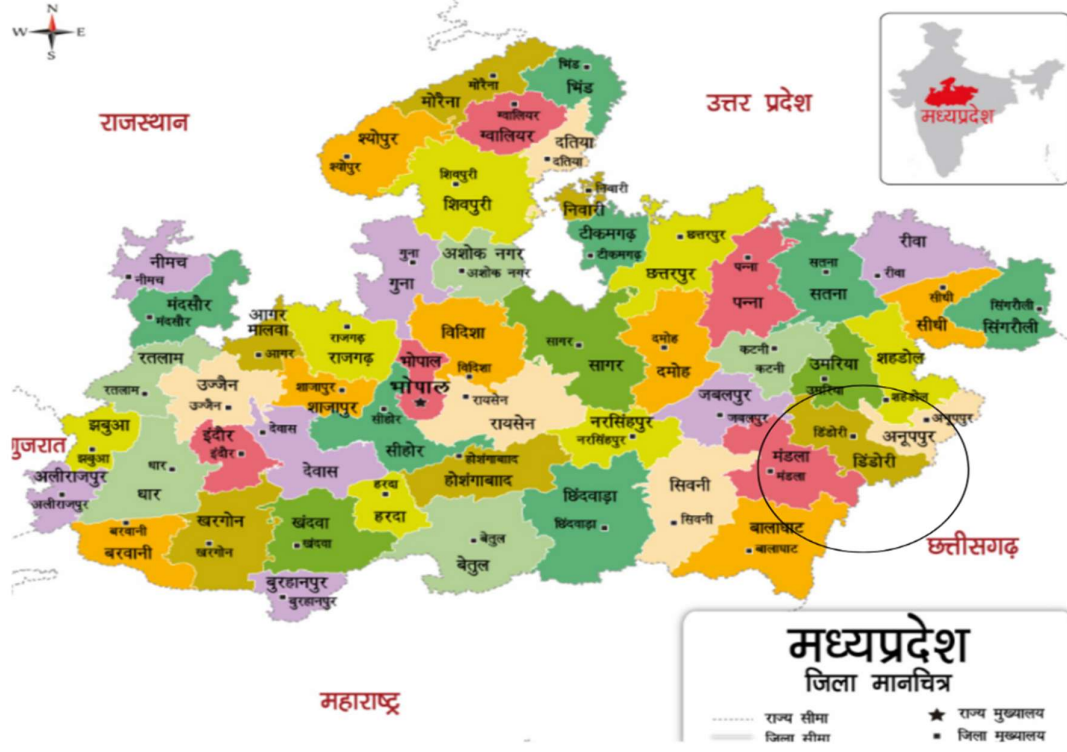 N
W E
S
राजस्थान
उत्तर प्रदेश
मध्यप्रदेश
भिंड
भिंड
मोरैना
मोरैना
ग्वालियर
ग्वालियर
श्योपुर
श्योपुर
दतिया
दतिया
शिवपुरी
शिवपुरी
निवारी
निवारी
टीकमगढ़
टीकमगढ़
छत्तरपुर
छत्तरपुर
रीवा
रीवा
नीमच
नीमच
गुना
गुना
अशोक नगर
अशोक नगर
पन्ना
पन्ना
सतना
सतना
सीधी
सीधी
सिंगरौली
सिंगरौली
मंदसौर
मंदसौर
आगर
मालवा
आगर
राजगढ़
राजगढ़
विदिशा
विदिशा
सागर
सागर
दमोह
दमोह
कटनी
कटनी
उमरिया
उमरिया
शहडोल
शहडोल
रतलाम
रतलाम
उज्जैन
उज्जैन
शाजापुर
शाजापुर
भोपाल
भोपाल
रायसेन
रायसेन
जबलपुर
जबलपुर
अनूपपुर
अनूपपुर
गुजरात
झबुआ
झबुआ
इंदौर
इंदौर
देवास
देवास
सीहोर
सीहोर
नरसिंहपुर
नरसिंहपुर
डिंडोरी
डिंडोरी
अलीराजपुर
अलीराजपुर
धार
धार
होशंगाबााद
होशंगाबााद
मंडला
मंडला
हरदा
हरदा
छिंदवाड़ा
छिंदवाड़ा
सिवनी
सिवनी
बरवानी
बरवानी
खरगोन
खरगोन
खंदवा
खंदवा
बेतुल
बेतुल
बालाघाट
बालाघाट
बुरहानपुर
बुरहानपुर
छत्तीसगढ़
महाराष्ट्र
मध्यप्रदेश
जिला मानचित्र
राज्य सीमा राज्य मुख्यालय
जिला सीमा जिला मुख्यालय